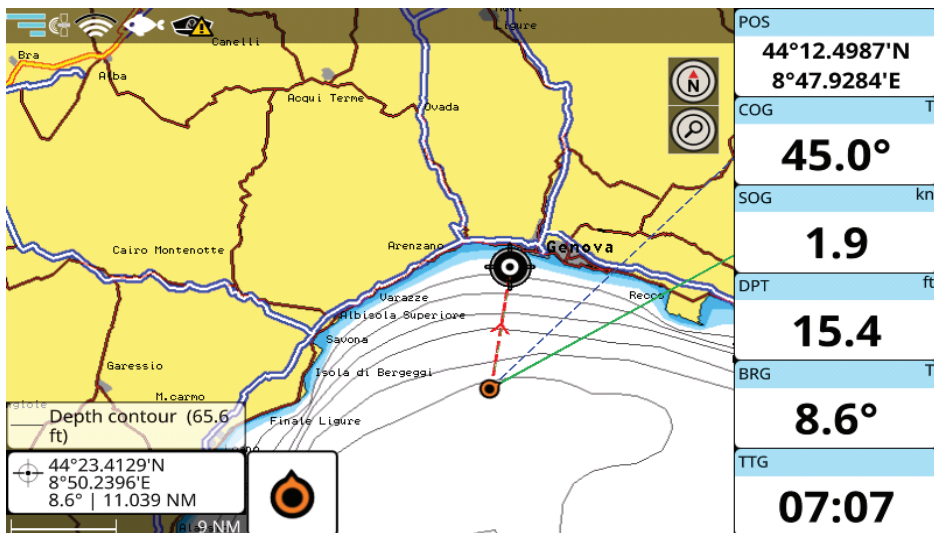 Ligure
Canelli
Bra
Alba
Acqui Terme
Ovada
N
Cairo Montenotte
Arenzano
Genova
Varazze
Recco
Albisola Superiore
Savona
Garessio
Isola di Bergeggi
M.carmo
Finale Ligure
Depth contour (65.6
ft)
44°23.4129'N
8°50.2396'E
8.6° | 11.039 NM
9 NM
POS
44°12.4987'N
8°47.9284'E
COG T
45.0°
SOG kn
1.9
DPT ft
15.4
BRG T
8.6°
TTG
07:07